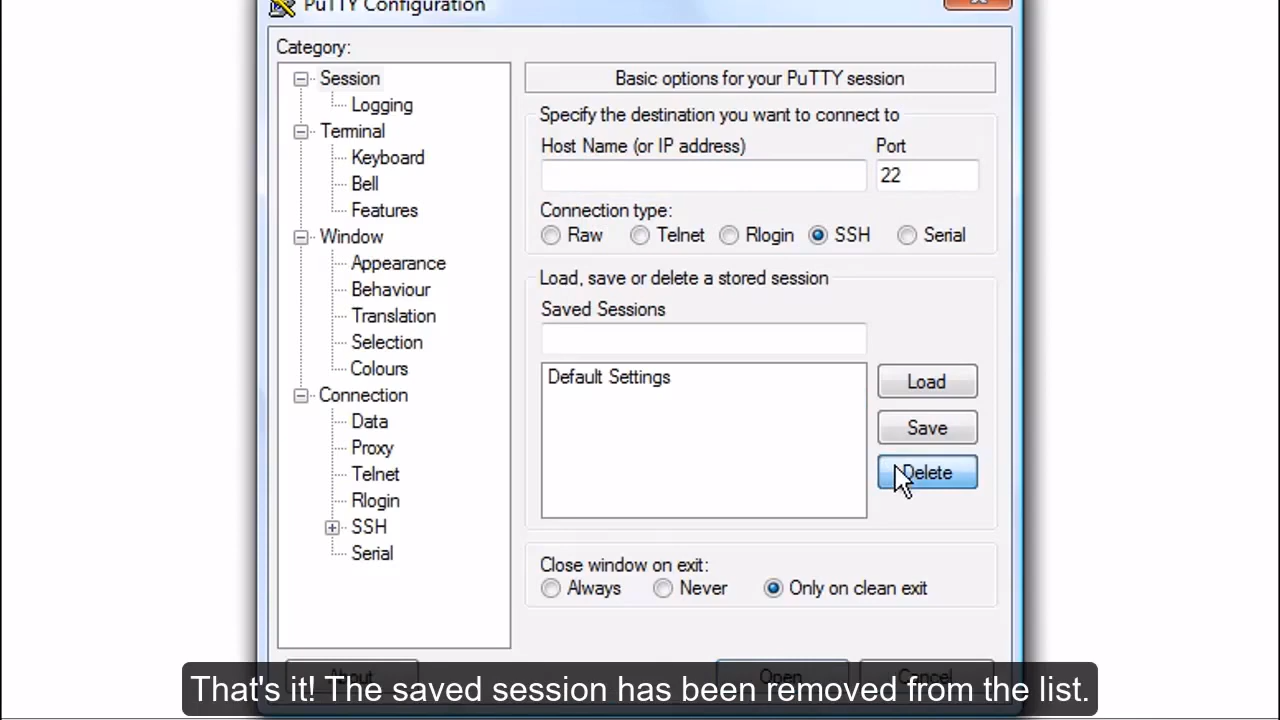 PuTTY Configuration
Category:
Session
Logging
Terminal
Keyboard
Bell
Features
Window
Appearance
Behaviour
Translation
Selection
Colours
Connection
Data
Proxy
Telnet
Rlogin
SSH
Serial
Basic options for your PuTTY session
Specify the destination you want to connect to
Host Name (or IP address) Port
22
Connection type:
Raw Telnet Rlogin SSH Serial
Load, save or delete a stored session
Saved Sessions
Default Settings
Load
Save
Delete
Close window on exit:
Always Never Only on clean exit
About Open Cancel
That's it! The saved session has been removed from the list.